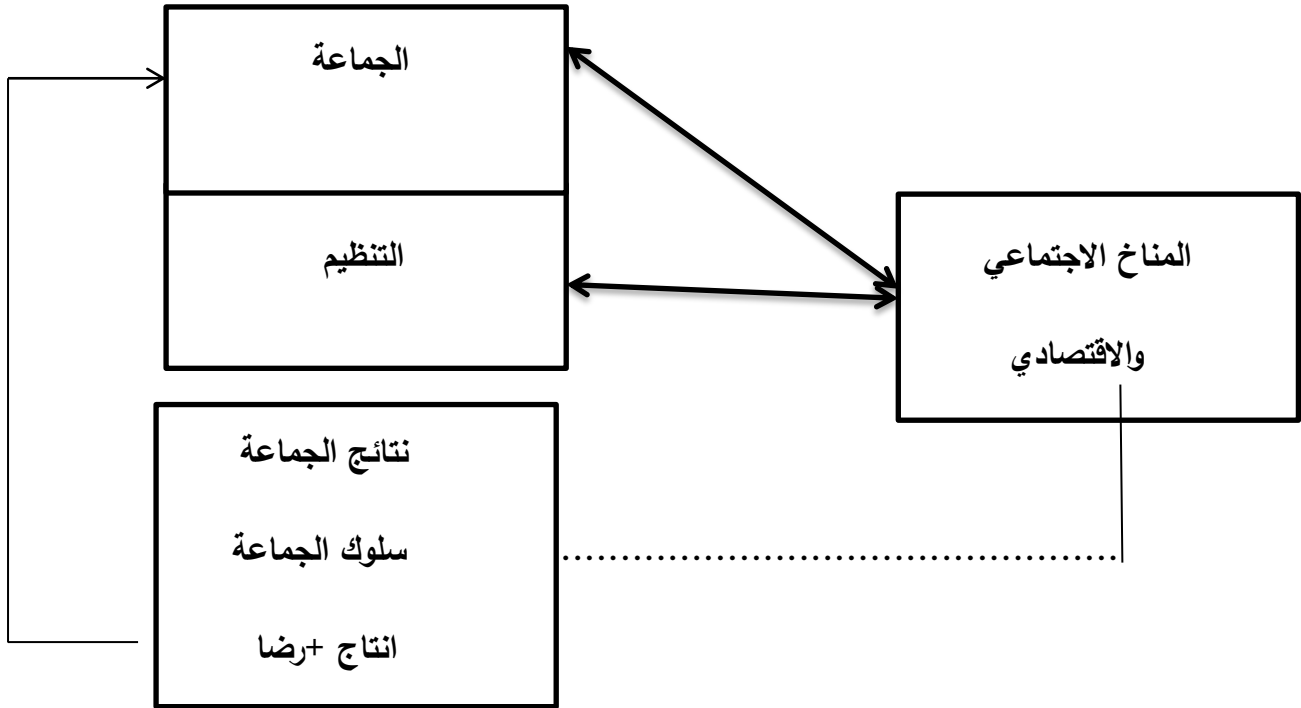 الجماعة
التنظيم
المناخ الاجتماعي
والاقتصادي
نتائج الجماعة
سلوك الجماعة
انتاج +رضا